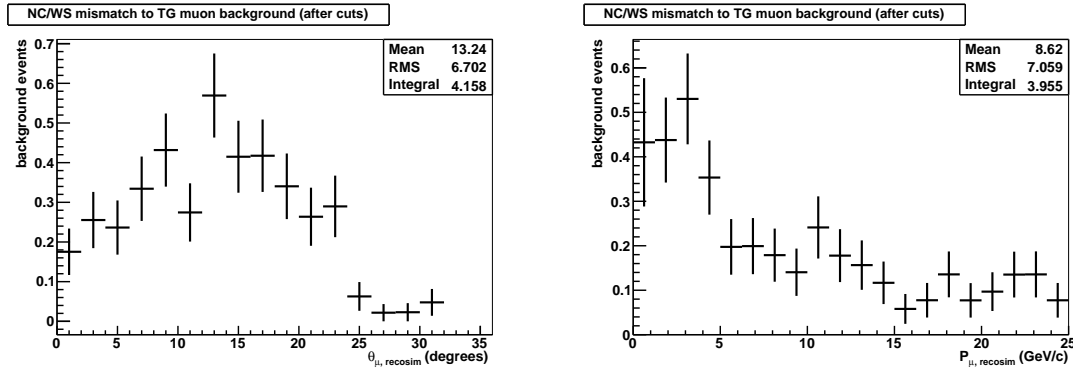 NC/WS mismatch to TG muon background (after cuts)
Mean 13.24
RMS 6.702
Integral 4.158
background events
0.7
0.6
0.5
0.4
0.3
0.2
0.1
0
0 5 10 15 20 25 30 35
θμ, recosim (degrees)
NC/WS mismatch to TG muon background (after cuts)
Mean 8.62
RMS 7.059
Integral 3.955
background events
0.6
0.5
0.4
0.3
0.2
0.1
0
0 5 10 15 20 25
Pμ, recosim (GeV/c)